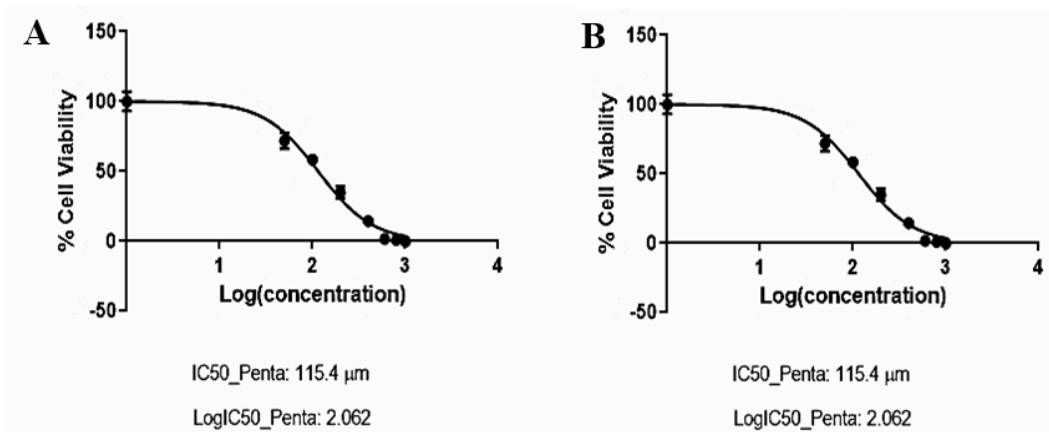 A
150
100
50
0
-50
% Cell Viability
1
2
3
4
Log(concentration)
IC50_Penta: 115.4 μm
LogIC50_Penta: 2.062
B
150
100
50
0
-50
% Cell Viability
1
2
3
4
Log(concentration)
IC50_Penta: 115.4 μm
LogIC50_Penta: 2.062